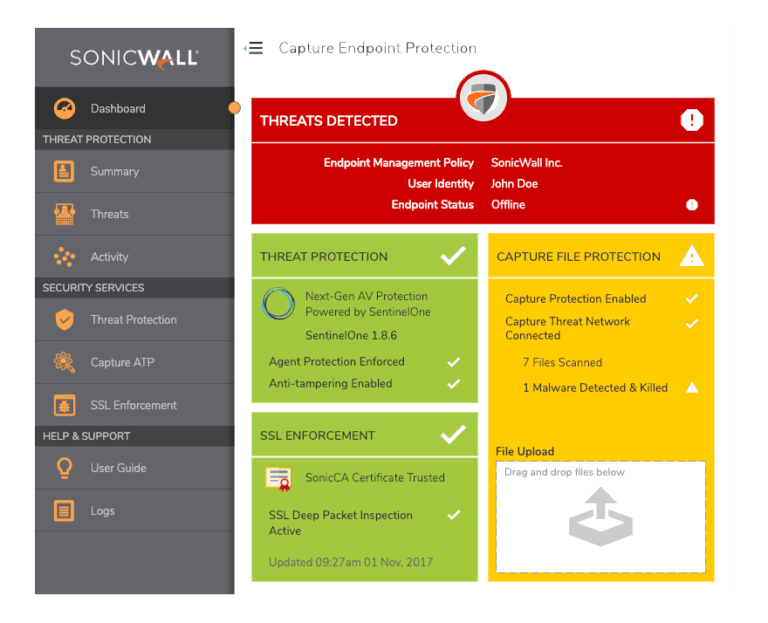 SONICWALL
Dashboard
THREAT PROTECTION
Summary
Threats
Activity
SECURITY SERVICES
Threat Protection
Capture ATP
SSL Enforcement
HELP & SUPPORT
User Guide
Logs
Capture Endpoint Protection
THREATS DETECTED
Endpoint Management Policy SonicWall Inc.
User Identity John Doe
Endpoint Status Offline
THREAT PROTECTION
Next-Gen AV Protection
Powered by SentinelOne
SentinelOne 1.8.6
Agent Protection Enforced
Anti-tampering Enabled
SSL ENFORCEMENT
SonicCA Certificate Trusted
SSL Deep Packet Inspection
Active
Updated 09:27am 01 Nov, 2017
CAPTURE FILE PROTECTION
Capture Protection Enabled
Capture Threat Network
Connected
7 Files Scanned
1 Malware Detected & Killed
File Upload
Drag and drop files below